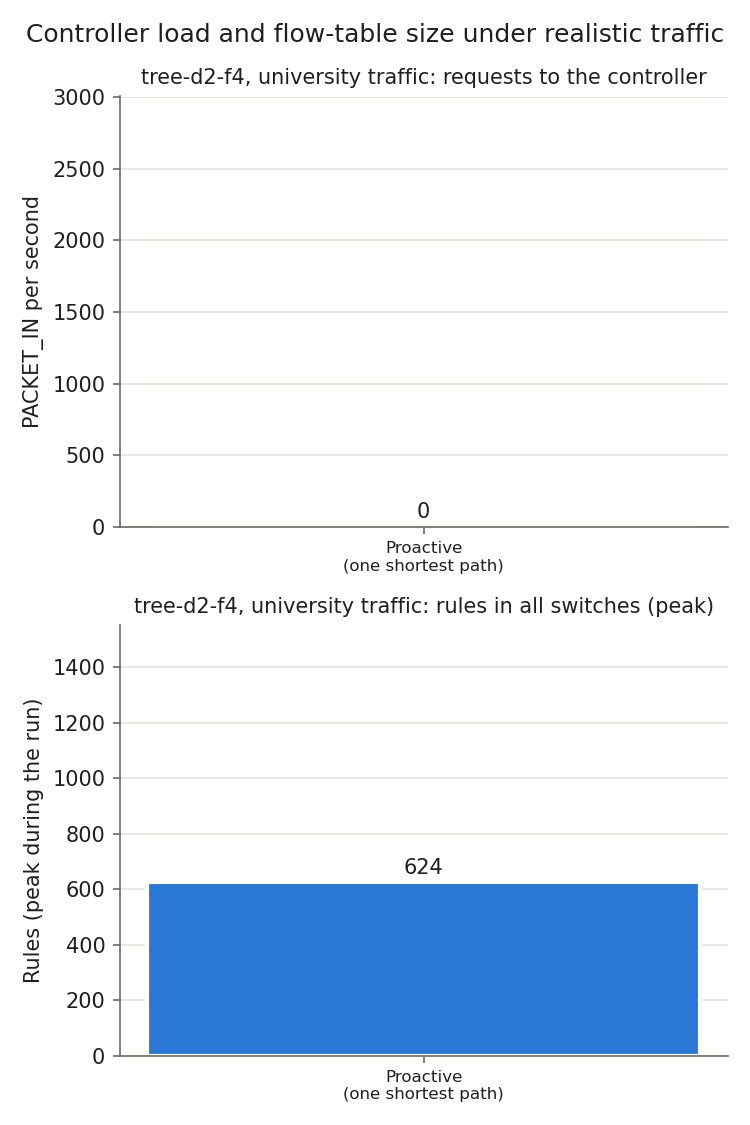 Controller load and flow-table size under realistic traffic
tree-d2-f4, university traffic: requests to the controller
PACKET_IN per second
3000
2500
2000
1500
1000
500
0
0
Proactive
(one shortest path)
tree-d2-f4, university traffic: rules in all switches (peak)
Rules (peak during the run)
1400
1200
1000
800
600
400
200
0
624
Proactive
(one shortest path)